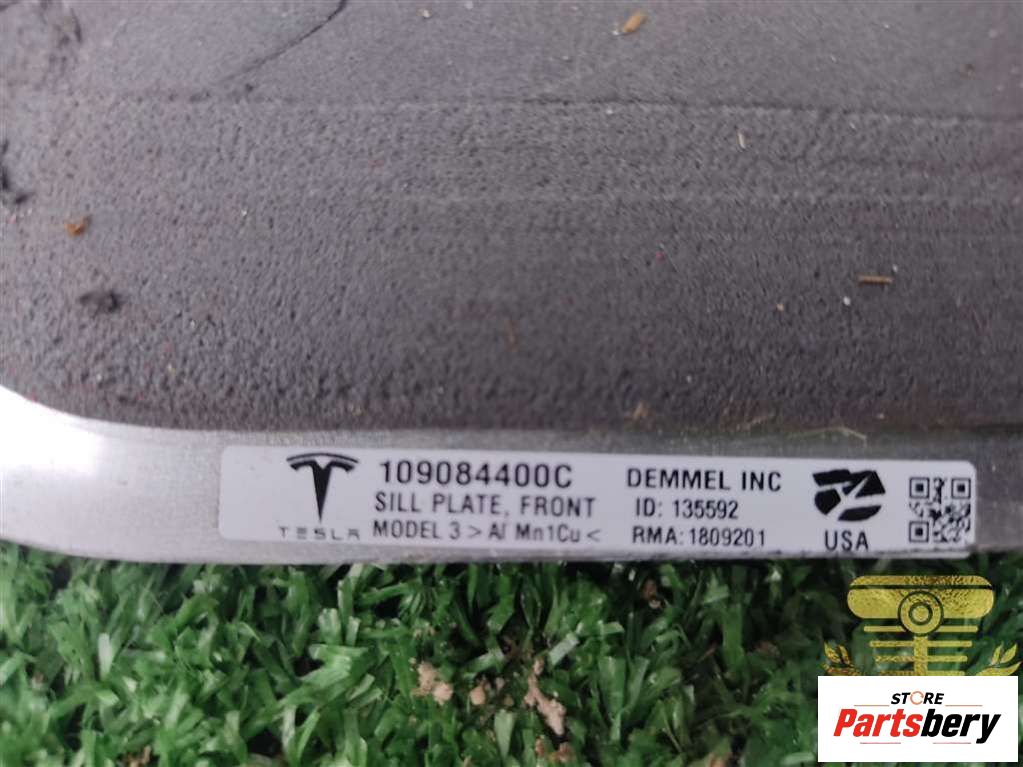 109084400C
SILL PLATE, FRONT
TESLA
MODEL 3 > Al Mn1Cu <
DEMMEL INC
ID: 135592
RMA: 1809201
USA
STORE
Partsbery